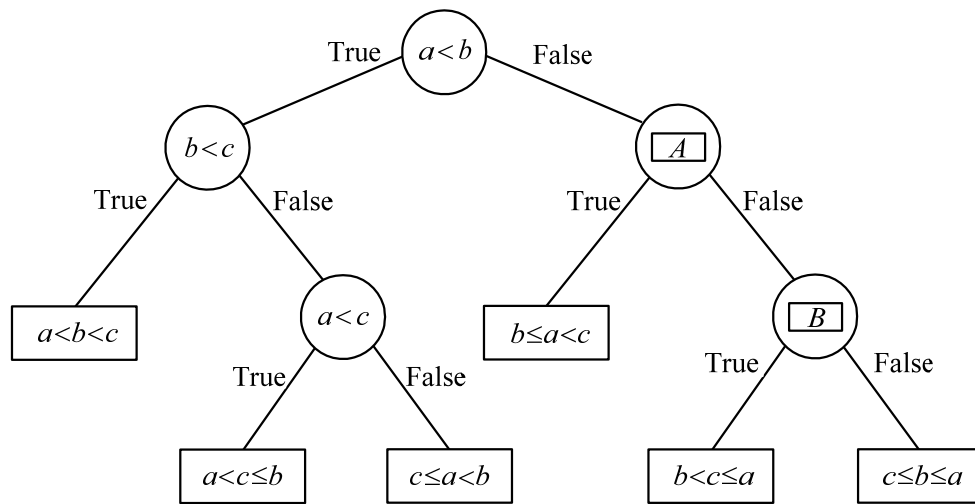 a<b
True
False
b<c
A
True
False
True
False
a<b<c
a<c
b≤a<c
B
True
False
True
False
a<c≤b
c≤a<b
b<c≤a
c≤b≤a